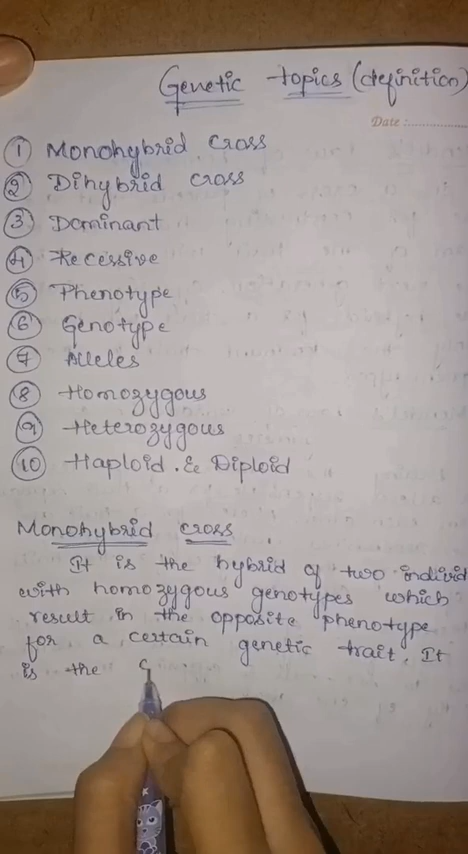 Genetic topics (definition)
Date :
① Monohybrid cross
② Dihybrid cross
③ Dominant
④ Recessive
⑤ Phenotype
⑥ Genotype
⑦ Alleles
⑧ Homozygous
⑨ Heterozygous
⑩ Haploid & Diploid
Monohybrid cross
It is the hybrid of two individ
with homozygous genotypes which
result in the opposite phenotype
for a certain genetic trait. It
is the